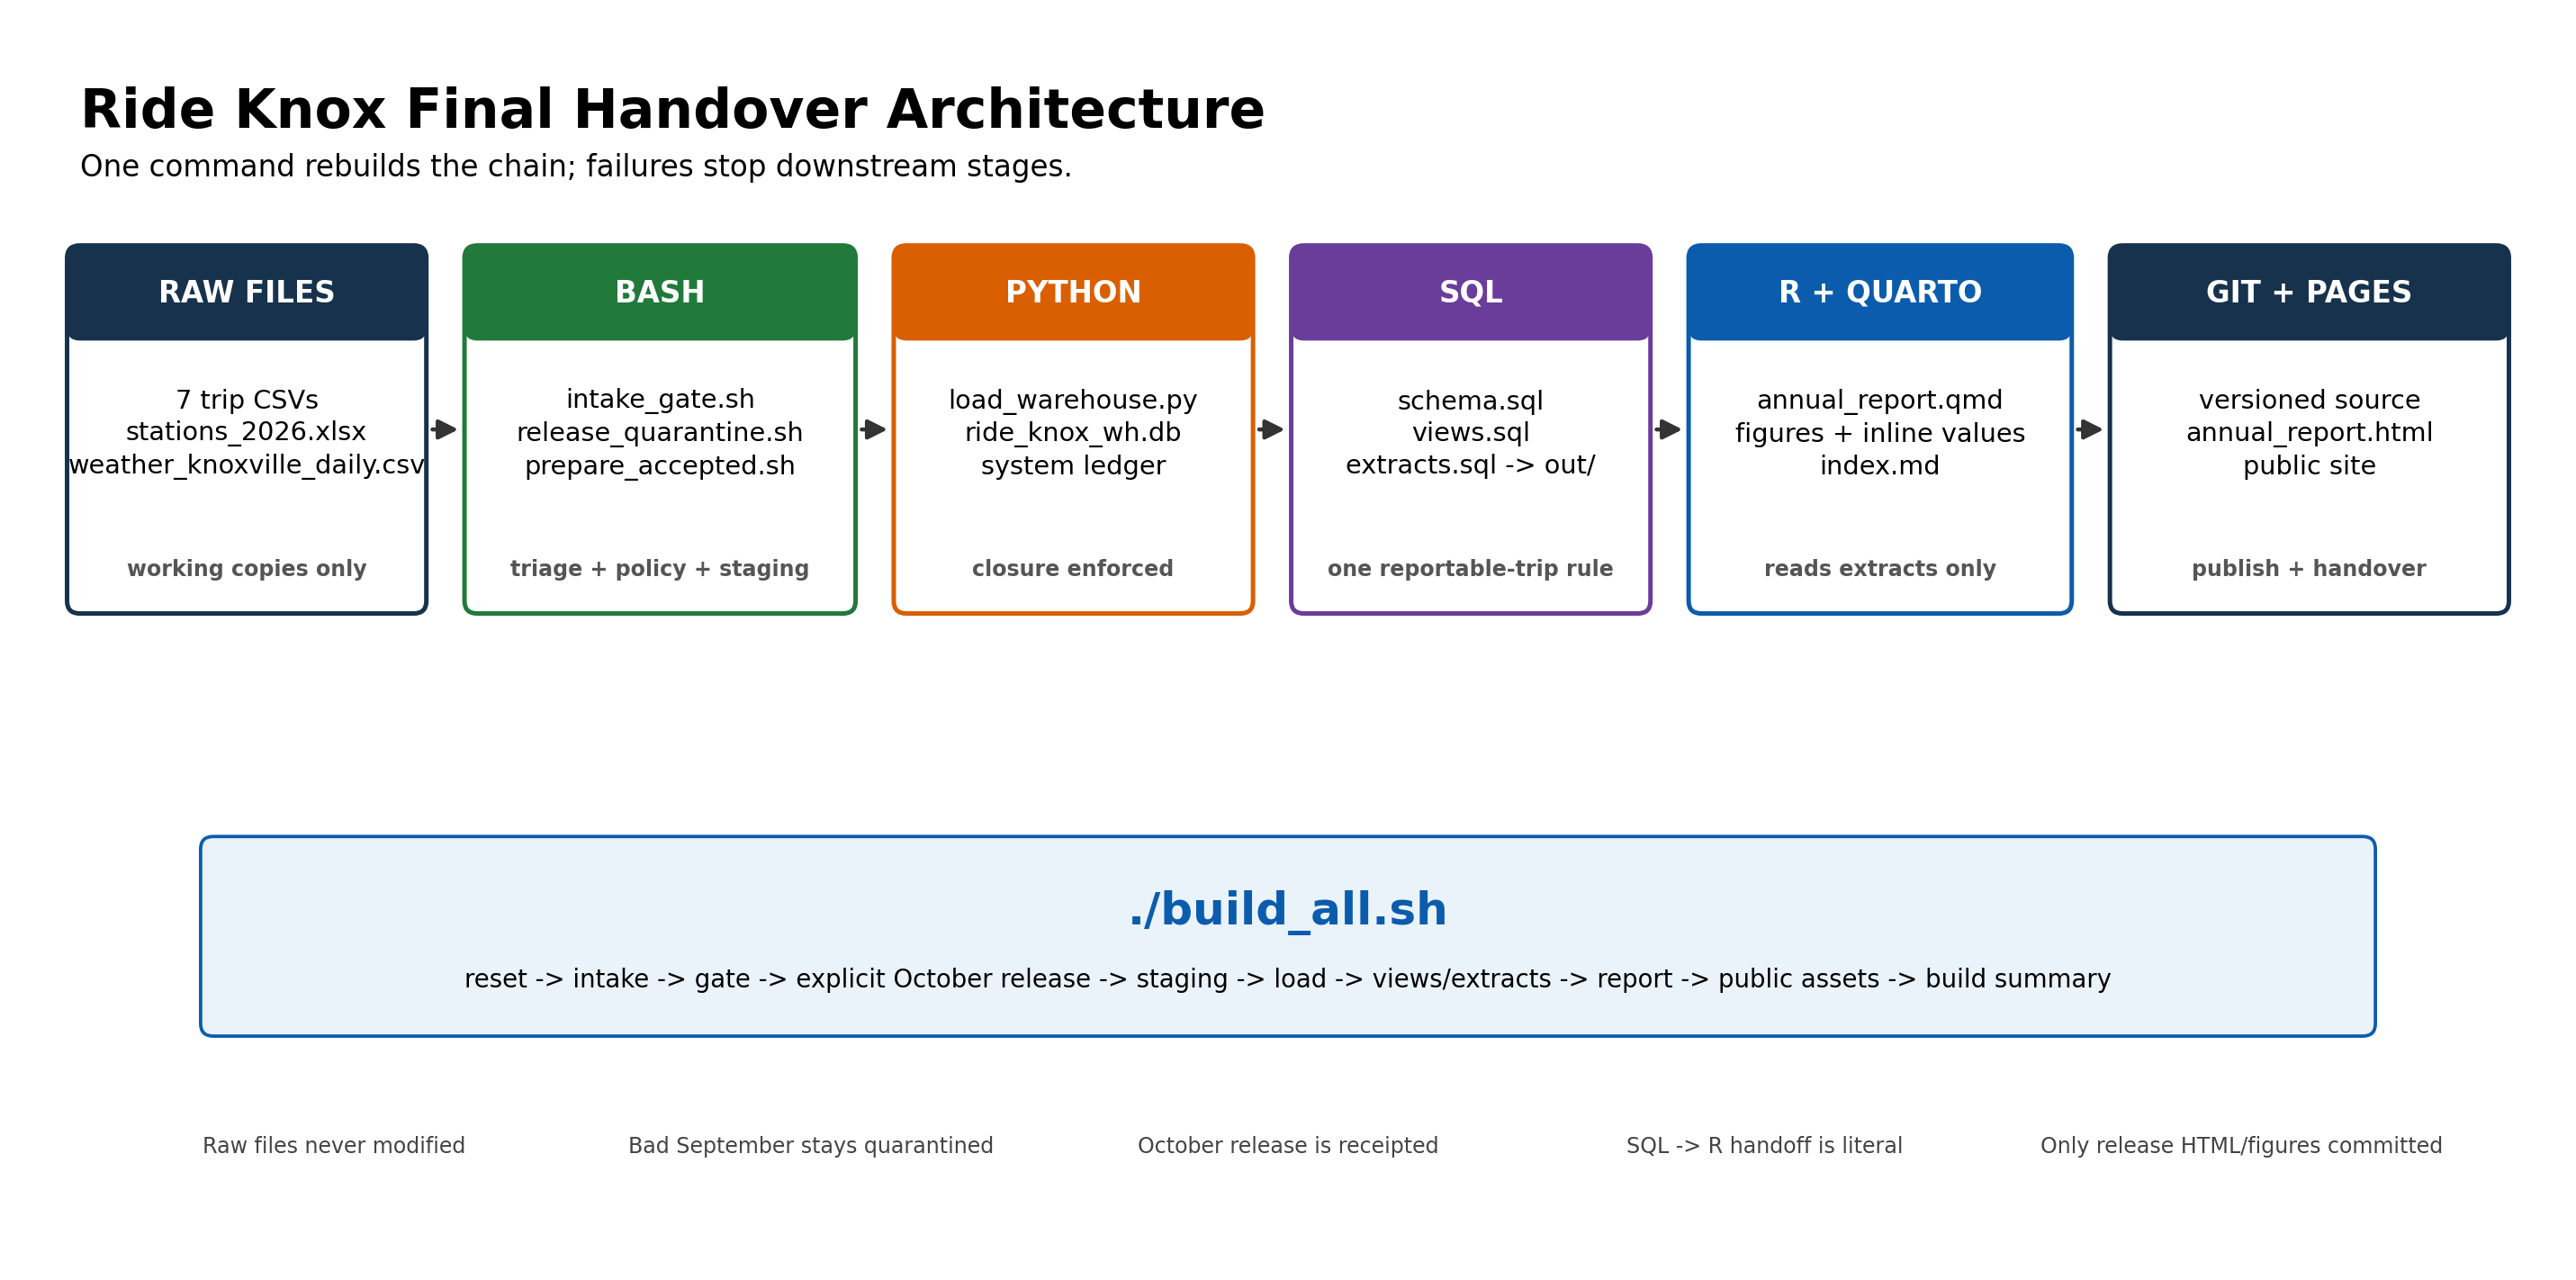 Ride Knox Final Handover Architecture
One command rebuilds the chain; failures stop downstream stages.
RAW FILES
7 trip CSVs
stations_2026.xlsx
weather_knoxville_daily.csv
working copies only
BASH
intake_gate.sh
release_quarantine.sh
prepare_accepted.sh
triage + policy + staging
PYTHON
load_warehouse.py
ride_knox_wh.db
system ledger
closure enforced
SQL
schema.sql
views.sql
extracts.sql -> out/
one reportable-trip rule
R + QUARTO
annual_report.qmd
figures + inline values
index.md
reads extracts only
GIT + PAGES
versioned source
annual_report.html
public site
publish + handover
./build_all.sh
reset -> intake -> gate -> explicit October release -> staging -> load -> views/extracts -> report -> public assets -> build summary
Raw files never modified
Bad September stays quarantined
October release is receipted
SQL -> R handoff is literal
Only release HTML/figures committed